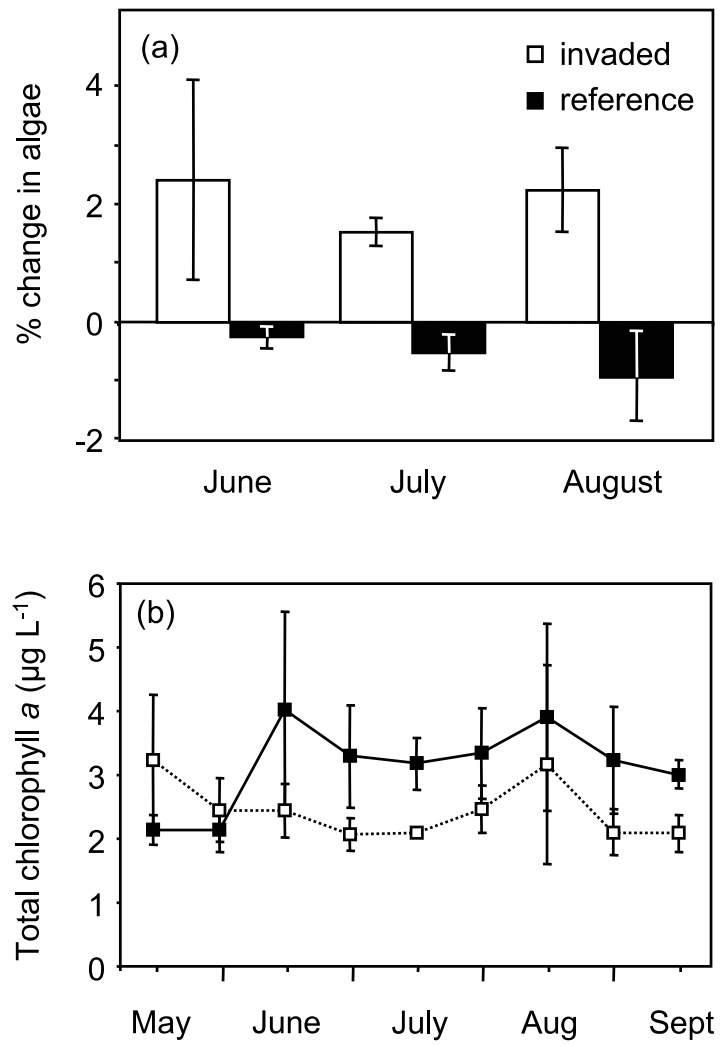 (a)
invaded
reference
% change in algae
4
2
0
-2
June July August
(b)
Total chlorophyll a (µg L-1)
6
5
4
3
2
1
0
May June July Aug Sept